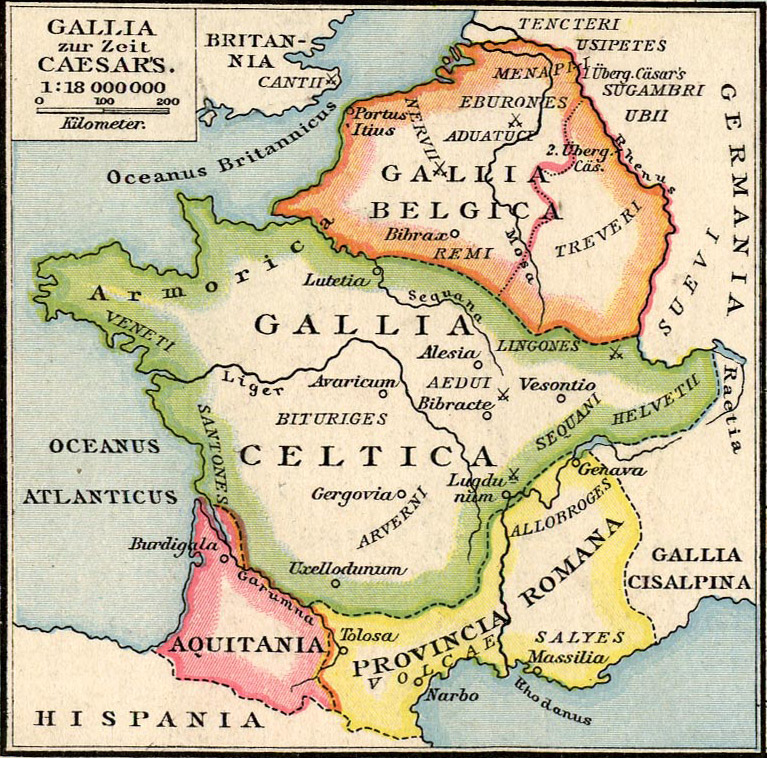 GALLIA
zur Zeit
CAESAR'S.
1:18 000 000
0 100 200
Kilometer.
BRITAN-
NIA
CANTII
TENCTERI
USIPETES
MENAPII
1 Überg. Cäsar's
SUGAMBRI
EBURONES
UBII
Portus
Itius
NERVII
ADUATUCI
2. Überg.
Cäs.
Rhenus
GERMANIA
Oceanus Britannicus
GALLIA
BELGICA
Mosa
TREVERI
Bibrax
REMI
SUEVI
Armorica
Lutetia
Sequana
VENETI
GALLIA
LINGONES
Alesia
Liger
Avaricum
AEDUI
Vesontio
Bibracte
HELVETII
Raetia
BITURIGES
SEQUANI
SANTONES
OCEANUS
ATLANTICUS
CELTICA
Lugdu-
num
Genava
Gergovia
ARVERNI
ALLOBROGES
Burdigala
Uxellodunum
GALLIA
CISALPINA
Garumna
AQUITANIA
Tolosa
PROVINCIA ROMANA
VOLCAE
SALYES
Massilia
Narbo
Rhodanus
HISPANIA